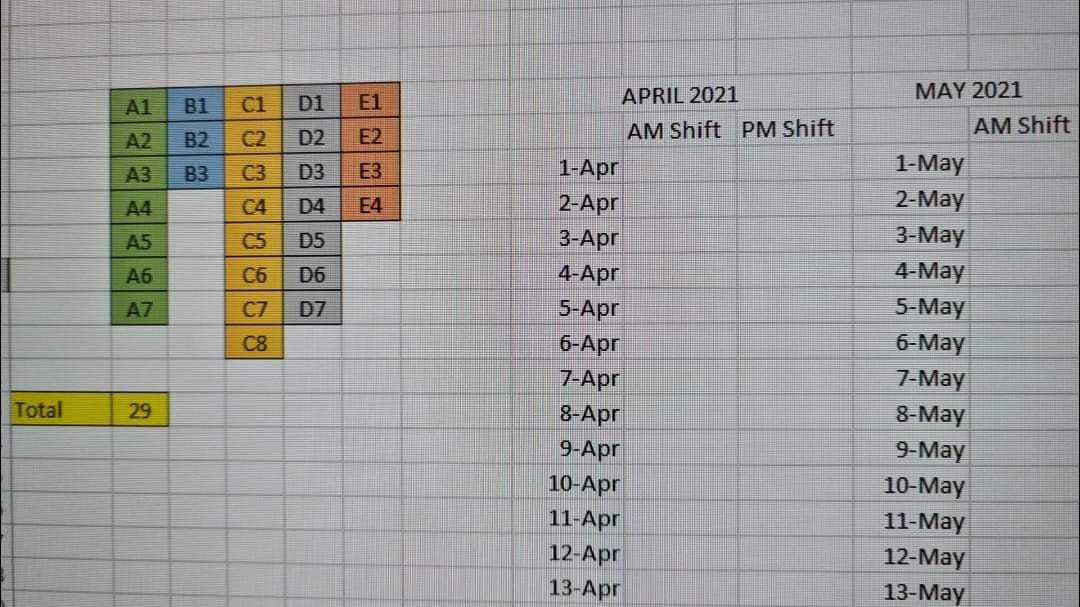 APRIL 2021 MAY 2021
A1 B1 C1 D1 E1 AM Shift PM Shift AM Shift
A2 B2 C2 D2 E2
A3 B3 C3 D3 E3 1-Apr 1-May
A4 C4 D4 E4 2-Apr 2-May
A5 C5 D5 3-Apr 3-May
A6 C6 D6 4-Apr 4-May
A7 C7 D7 5-Apr 5-May
C8 6-Apr 6-May
7-Apr 7-May
Total 29 8-Apr 8-May
9-Apr 9-May
10-Apr 10-May
11-Apr 11-May
12-Apr 12-May
13-Apr 13-May